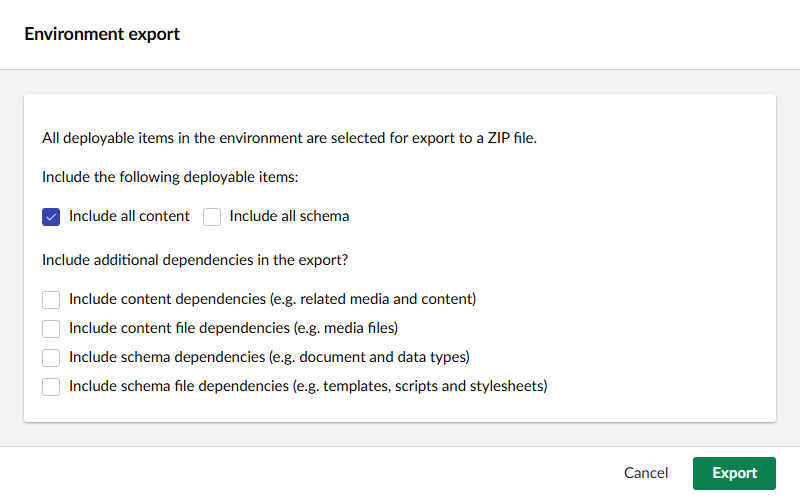 Environment export
All deployable items in the environment are selected for export to a ZIP file.
Include the following deployable items:
Include all content Include all schema
Include additional dependencies in the export?
Include content dependencies (e.g. related media and content)
Include content file dependencies (e.g. media files)
Include schema dependencies (e.g. document and data types)
Include schema file dependencies (e.g. templates, scripts and stylesheets)
Cancel Export